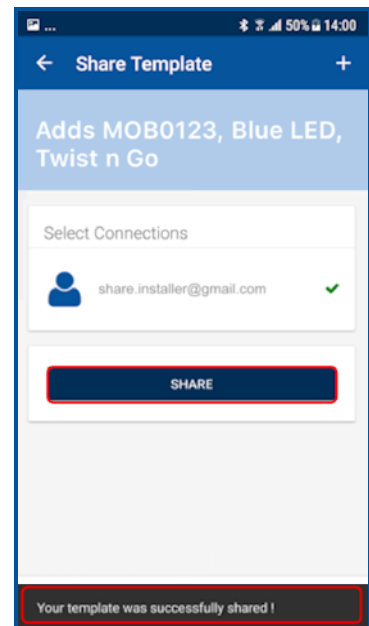 ... 50% 14:00
Share Template
Adds MOB0123, Blue LED,
Twist n Go
Select Connections
share.installer@gmail.com
SHARE
Your template was successfully shared !